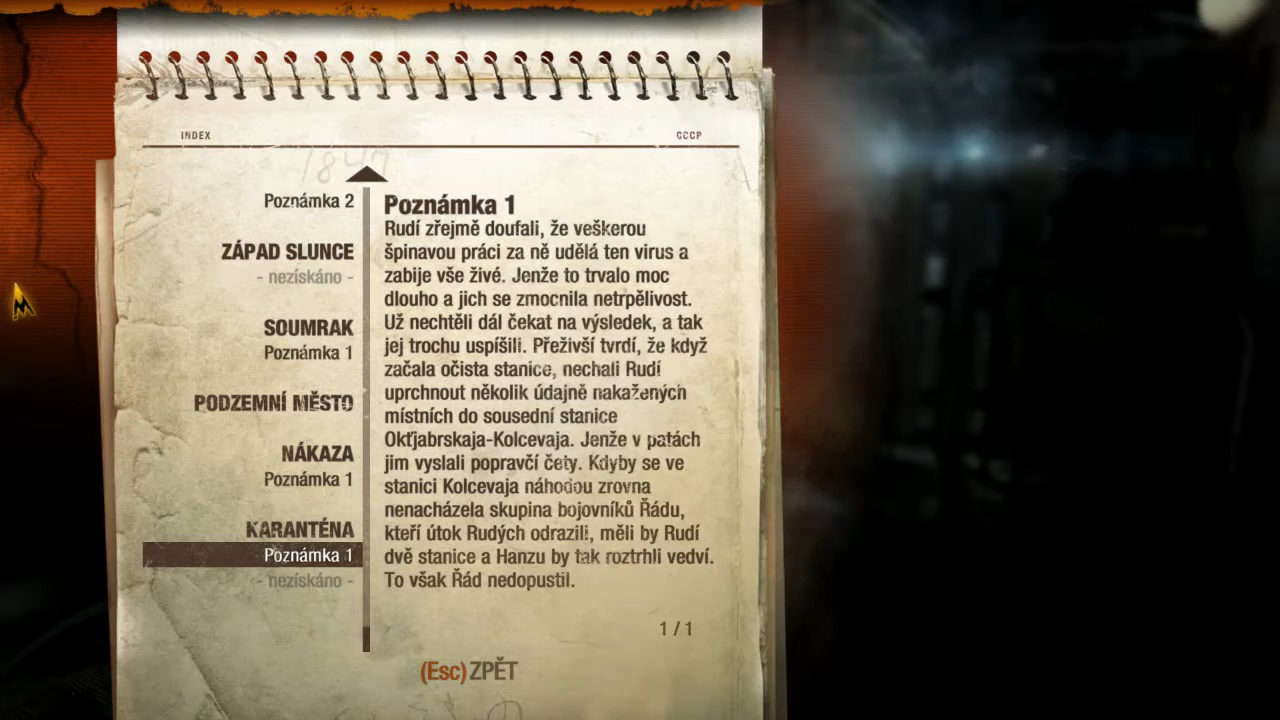 INDEX
CCCP
1847
Poznámka 2
ZÁPAD SLUNCE
- nezískáno -
SOUMRAK
Poznámka 1
PODZEMNÍ MĚSTO
NÁKAZA
Poznámka 1
KARANTÉNA
Poznámka 1
- nezískáno -
Poznámka 1
Rudí zřejmě doufali, že veškerou
špinavou práci za ně udělá ten virus a
zabije vše živé. Jenže to trvalo moc
dlouho a jich se zmocnila netrpělivost.
Už nechtěli dál čekat na výsledek, a tak
jej trochu uspíšili. Přeživší tvrdí, že když
začala očista stanice, nechali Rudí
uprchnout několik údajně nakažených
místních do sousední stanice
Okťjabrskaja-Kolcevaja. Jenže v patách
jim vyslali popravčí čety. Kdyby se ve
stanici Kolcevaja náhodou zrovna
nenacházela skupina bojovníků Řádu,
kteří útok Rudých odrazili, měli by Rudí
dvě stanice a Hanzu by tak roztrhli vedví.
To však Řád nedopustil.
1 / 1
(Esc) ZPĚT